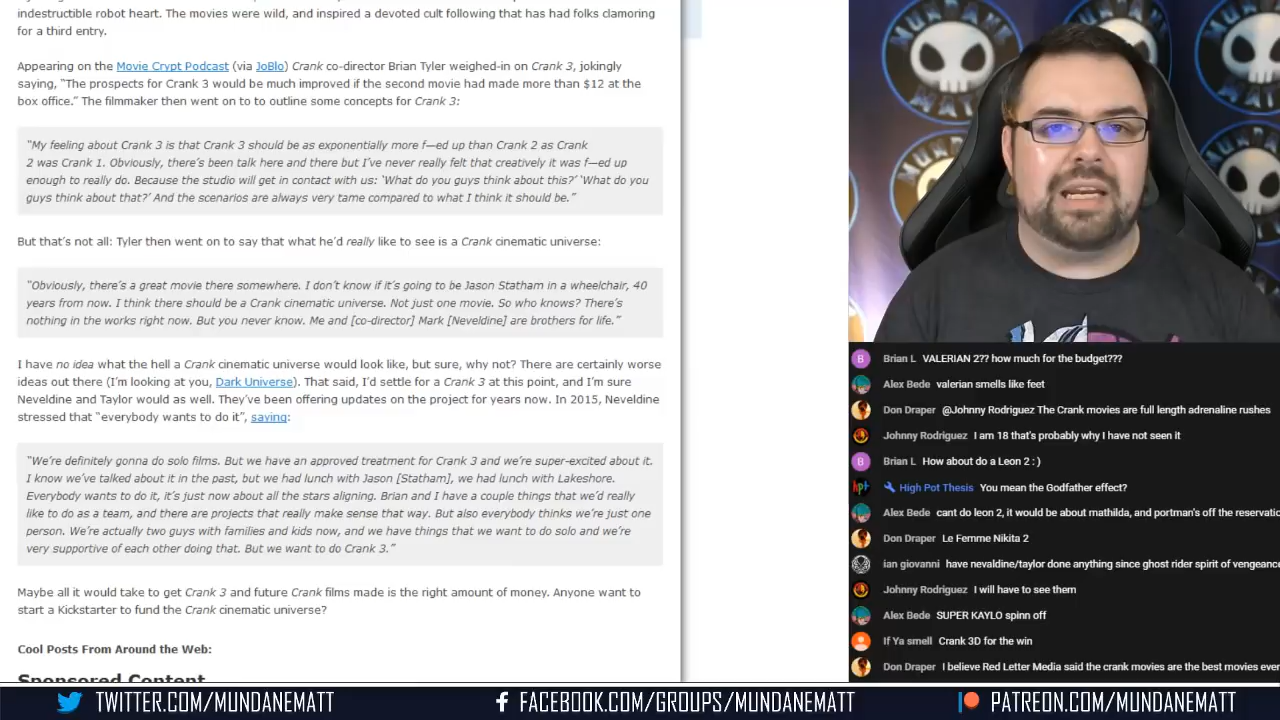 indestructible robot heart. The movies were wild, and inspired a devoted cult following that has had folks clamoring
for a third entry.
Appearing on the Movie Crypt Podcast (via JoBlo) Crank co-director Brian Tyler weighed-in on Crank 3, jokingly
saying, “The prospects for Crank 3 would be much improved if the second movie had made more than $12 at the
box office.” The filmmaker then went on to to outline some concepts for Crank 3:
“My feeling about Crank 3 is that Crank 3 should be as exponentially more f—ed up than Crank 2 as Crank
2 was Crank 1. Obviously, there’s been talk here and there but I’ve never really felt that creatively it was f—ed up
enough to really do. Because the studio will get in contact with us: ‘What do you guys think about this?’ ‘What do you
guys think about that?’ And the scenarios are always very tame compared to what I think it should be.”
But that’s not all: Tyler then went on to say that what he’d really like to see is a Crank cinematic universe:
“Obviously, there’s a great movie there somewhere. I don’t know if it’s going to be Jason Statham in a wheelchair, 40
years from now. I think there should be a Crank cinematic universe. Not just one movie. So who knows? There’s
nothing in the works right now. But you never know. Me and [co-director] Mark [Neveldine] are brothers for life.”
I have no idea what the hell a Crank cinematic universe would look like, but sure, why not? There are certainly worse
ideas out there (I’m looking at you, Dark Universe). That said, I’d settle for a Crank 3 at this point, and I’m sure
Neveldine and Taylor would as well. They’ve been offering updates on the project for years now. In 2015, Neveldine
stressed that “everybody wants to do it”, saying:
“We’re definitely gonna do solo films. But we have an approved treatment for Crank 3 and we’re super-excited about it.
I know we’ve talked about it in the past, but we had lunch with Jason [Statham], we had lunch with Lakeshore.
Everybody wants to do it, it’s just now about all the stars aligning. Brian and I have a couple things that we’d really
like to do as a team, and there are projects that really make sense that way. But also everybody thinks we’re just one
person. We’re actually two guys with families and kids now, and we have things that we want to do solo and we’re
very supportive of each other doing that. But we want to do Crank 3.”
Maybe all it would take to get Crank 3 and future Crank films made is the right amount of money. Anyone want to
start a Kickstarter to fund the Crank cinematic universe?
Cool Posts From Around the Web:
Sponsored Content
MUNDANE
MATT
Brian L VALERIAN 2?? how much for the budget???
Alex Bede valerian smells like feet
Don Draper @Johnny Rodriguez The Crank movies are full length adrenaline rushes
Johnny Rodriguez I am 18 that's probably why I have not seen it
Brian L How about do a Leon 2 : )
High Pot Thesis You mean the Godfather effect?
Alex Bede cant do leon 2, it would be about mathilda, and portman's off the reservatio
Don Draper Le Femme Nikita 2
ian giovanni have nevaldine/taylor done anything since ghost rider spirit of vengeance
Johnny Rodriguez I will have to see them
Alex Bede SUPER KAYLO spinn off
If Ya smell Crank 3D for the win
Don Draper I believe Red Letter Media said the crank movies are the best movies ever
TWITTER.COM/MUNDANEMATT FACEBOOK.COM/GROUPS/MUNDANEMATT PATREON.COM/MUNDANEMATT